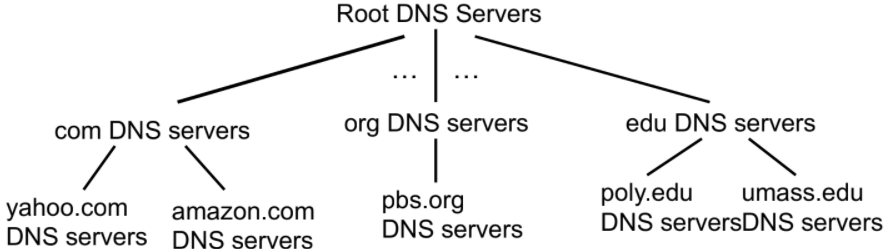 Root DNS Servers
... ...
com DNS servers
org DNS servers
edu DNS servers
yahoo.com
DNS servers
amazon.com
DNS servers
pbs.org
DNS servers
poly.edu
DNS servers
umass.edu
DNS servers